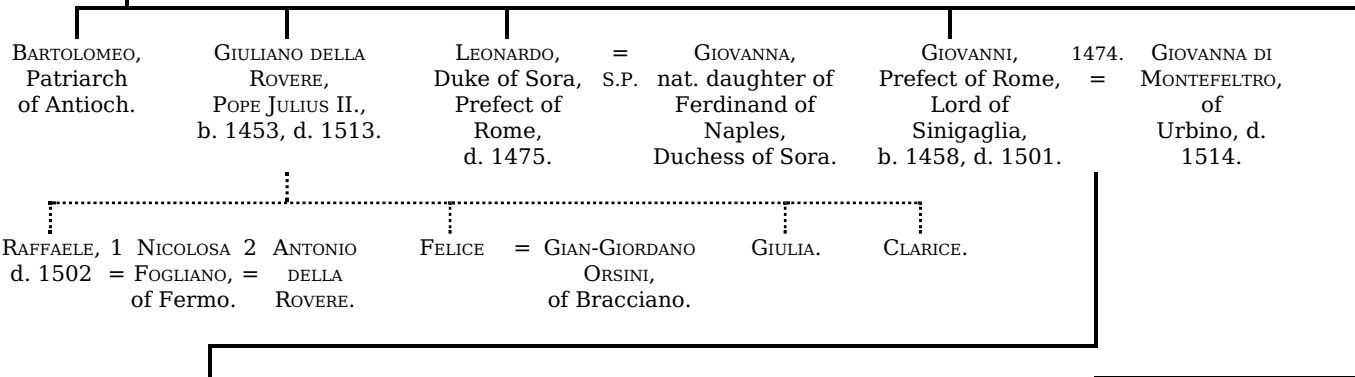 BARTOLOMEO,
Patriarch
of Antioch.
GIULIANO DELLA
ROVERE,
POPE JULIUS II.,
b. 1453, d. 1513.
LEONARDO,
Duke of Sora,
Prefect of
Rome,
d. 1475.
=
S.P.
GIOVANNA,
nat. daughter of
Ferdinand of
Naples,
Duchess of Sora.
GIOVANNI,
Prefect of Rome,
Lord of
Sinigaglia,
b. 1458, d. 1501.
1474.
=
GIOVANNA DI
MONTEFELTRO,
of
Urbino, d.
1514.
RAFFAELE,
d. 1502
1
=
NICOLOSA
FOGLIANO,
of Fermo.
2
=
ANTONIO
DELLA
ROVERE.
FELICE
=
GIAN-GIORDANO
ORSINI,
of Bracciano.
GIULIA.
CLARICE.